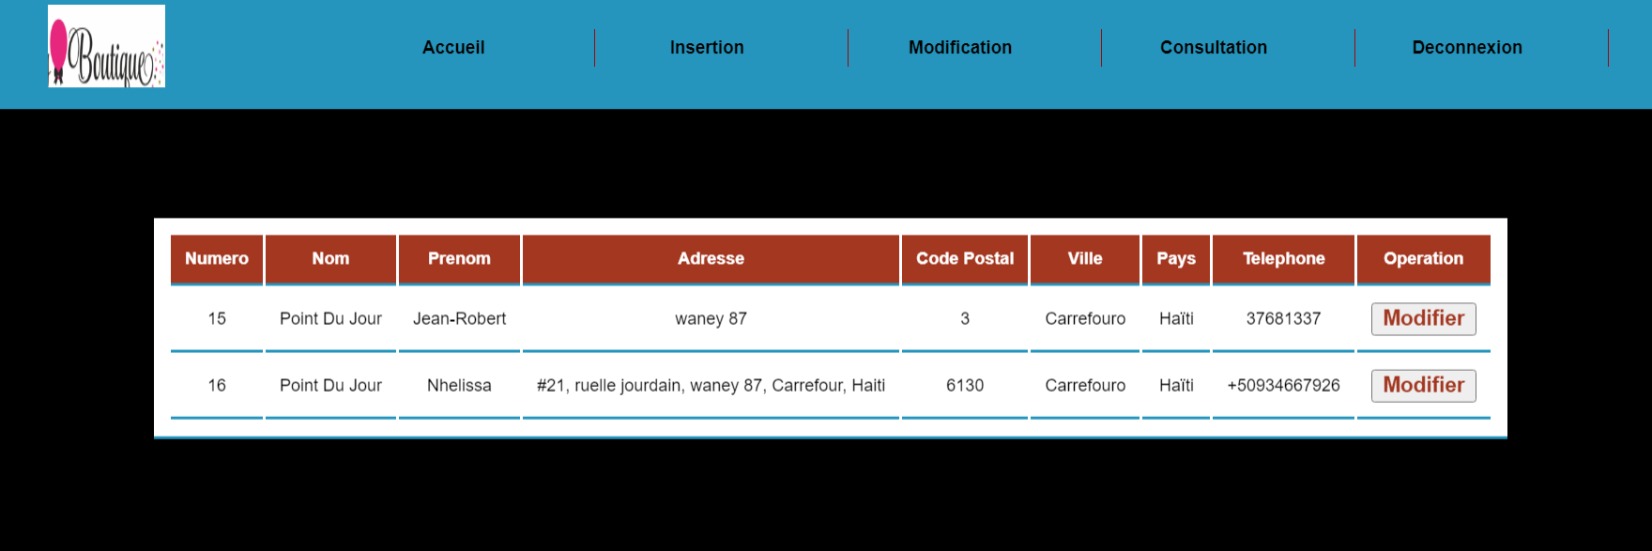 Boutique
Accueil Insertion Modification Consultation Deconnexion
Numero Nom Prenom Adresse Code Postal Ville Pays Telephone Operation
15 Point Du Jour Jean-Robert waney 87 3 Carrefouro Haïti 37681337 Modifier
16 Point Du Jour Nhelissa #21, ruelle jourdain, waney 87, Carrefour, Haiti 6130 Carrefouro Haïti +50934667926 Modifier